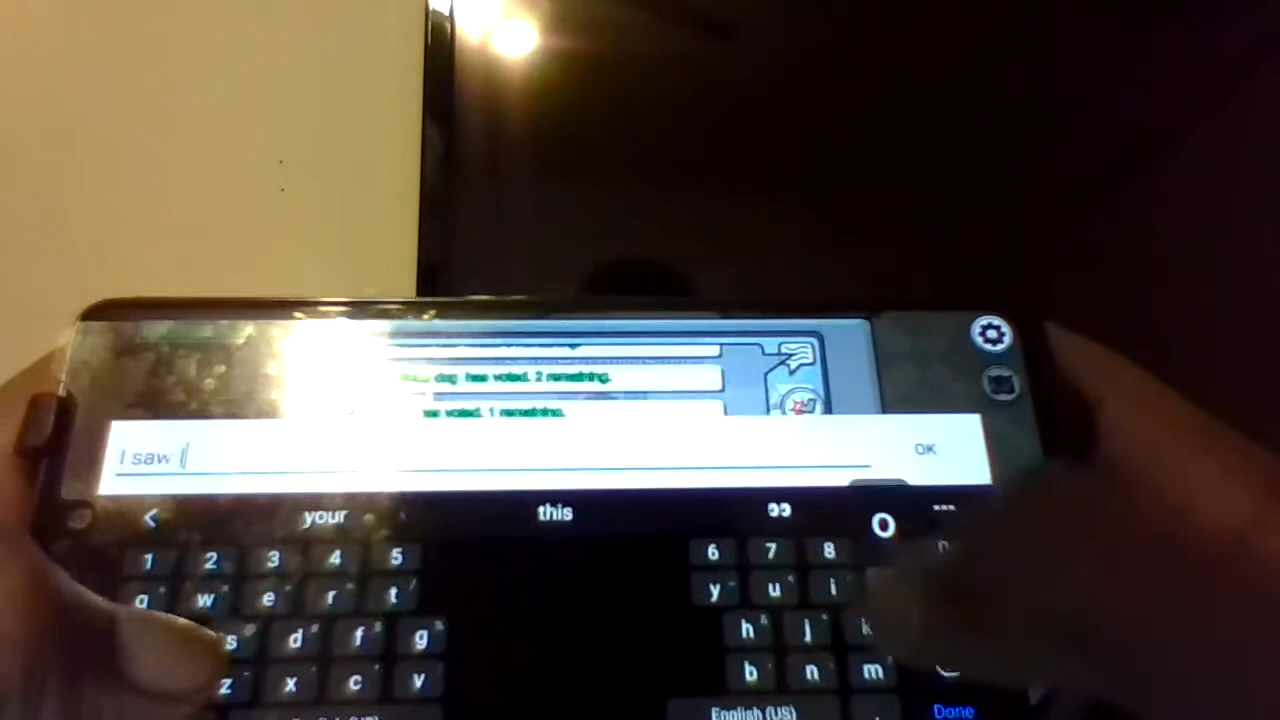 dog has voted. 2 remaining.
voted. 1 remaining.
I saw
OK
< your this
1 2 3 4 5 6 7 8
q w e r t y u i
s d f g h j k
z x c v b n m
English (US)
Done